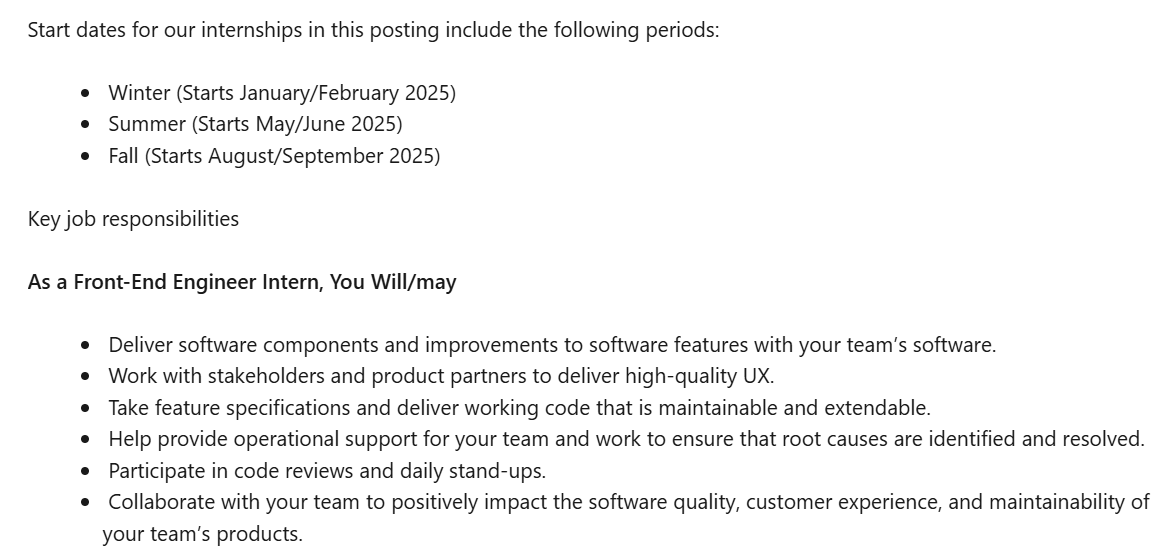 Start dates for our internships in this posting include the following periods:
• Winter (Starts January/February 2025)
• Summer (Starts May/June 2025)
• Fall (Starts August/September 2025)
Key job responsibilities
As a Front-End Engineer Intern, You Will/may
• Deliver software components and improvements to software features with your team’s software.
• Work with stakeholders and product partners to deliver high-quality UX.
• Take feature specifications and deliver working code that is maintainable and extendable.
• Help provide operational support for your team and work to ensure that root causes are identified and resolved.
• Participate in code reviews and daily stand-ups.
• Collaborate with your team to positively impact the software quality, customer experience, and maintainability of
your team’s products.